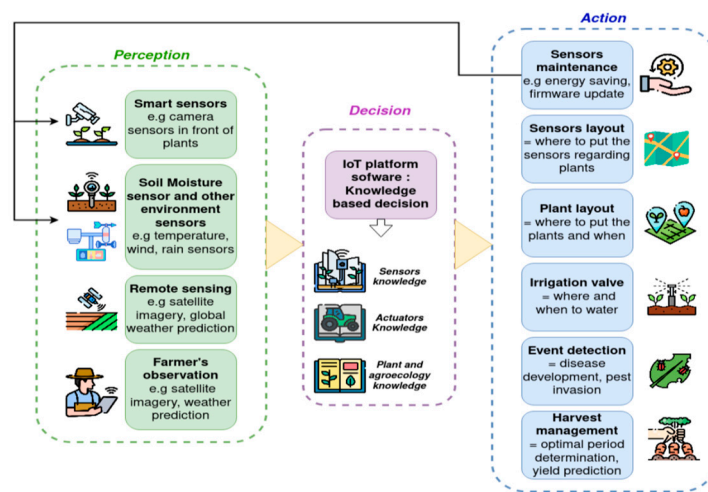 Perception
Smart sensors
e.g camera
sensors in front of
plants
Soil Moisture
sensor and other
environment
sensors
e.g temperature,
wind, rain sensors
Remote sensing
e.g satellite
imagery, global
weather prediction
Farmer's
observation
e.g satellite
imagery, weather
prediction
Decision
IoT platform
sofware :
Knowledge
based decision
Sensors
knowledge
Actuators
Knowledge
Plant and
agroecology
knowledge
Action
Sensors
maintenance
e.g energy saving,
firmware update
Sensors layout
= where to put the
sensors regarding
plants
Plant layout
= where to put the
plants and when
Irrigation valve
= where and
when to water
Event detection
= disease
development, pest
invasion
Harvest
management
= optimal period
determination,
yield prediction